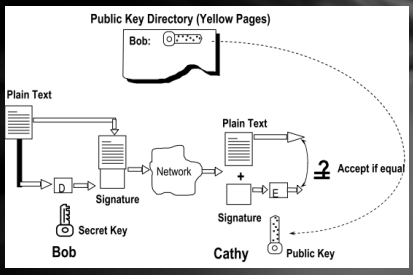 Public Key Directory (Yellow Pages)
Bob:
Plain Text
Plain Text
Network
?
Accept if equal
+
D
E
Signature
Signature
Secret Key
Public Key
Bob
Cathy